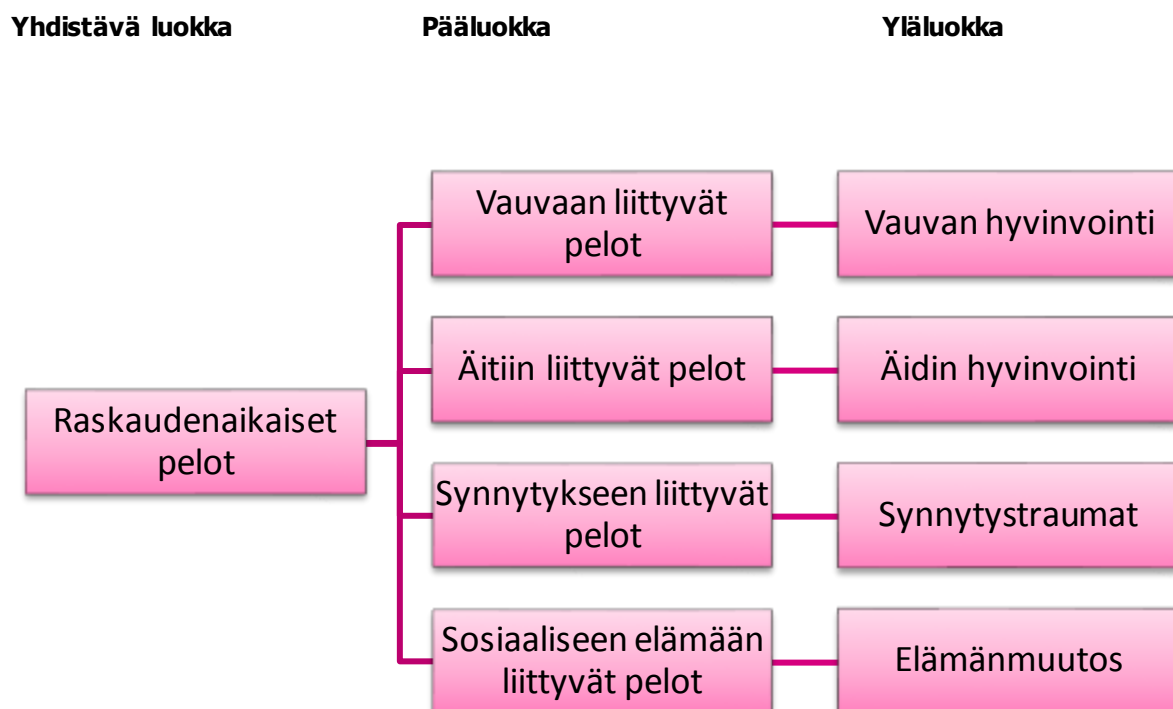 Yhdistävä luokka
Pääluokka
Yläluokka
Raskaudenaikaiset
pelot
Vauvaan liittyvät
pelot
Vauvan hyvinvointi
Äitiin liittyvät pelot
Äidin hyvinvointi
Synnytykseen liittyvät
pelot
Synnytystraumat
Sosiaaliseen elämään
liittyvät pelot
Elämänmuutos